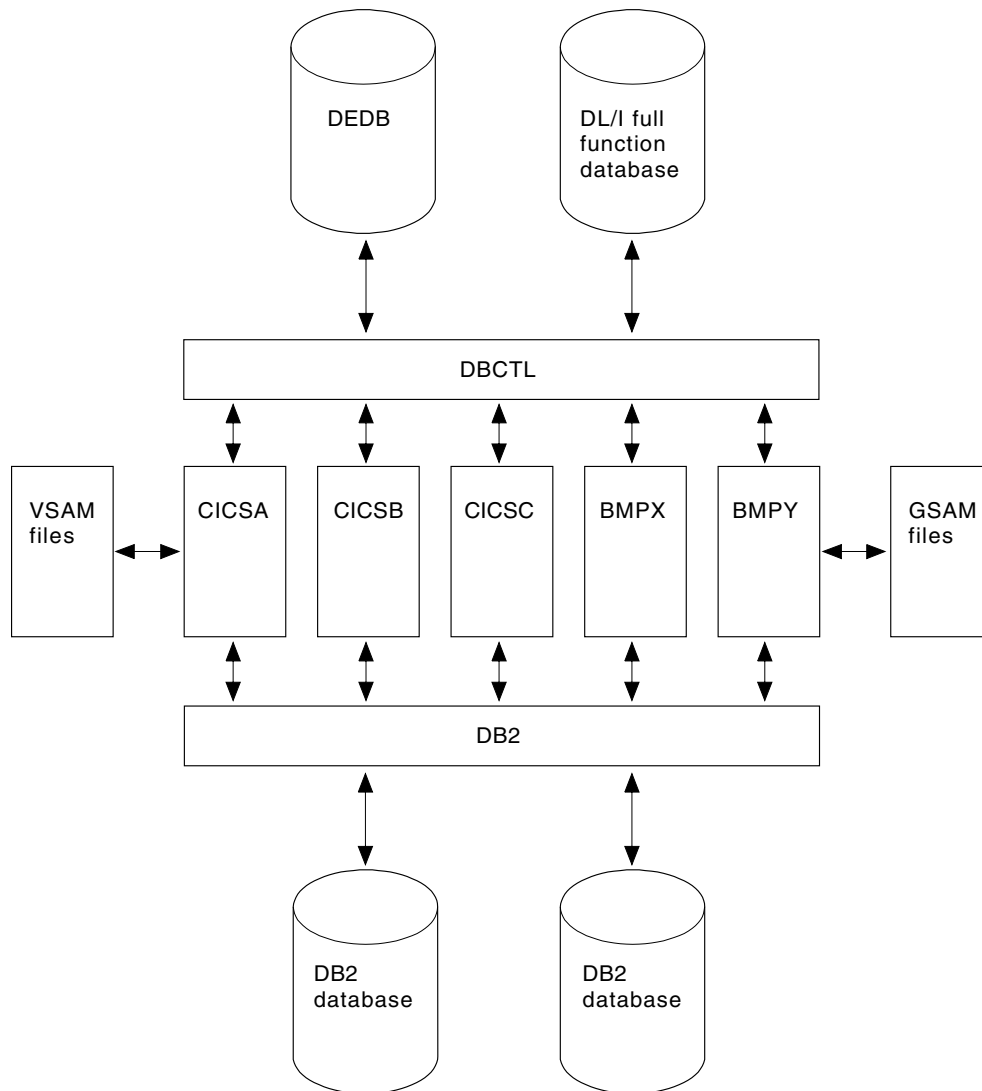 DEDB
DL/I full
function
database
DBCTL
VSAM
files
CICSA
CICSB
CICSC
BMPX
BMPY
GSAM
files
DB2
DB2
database
DB2
database